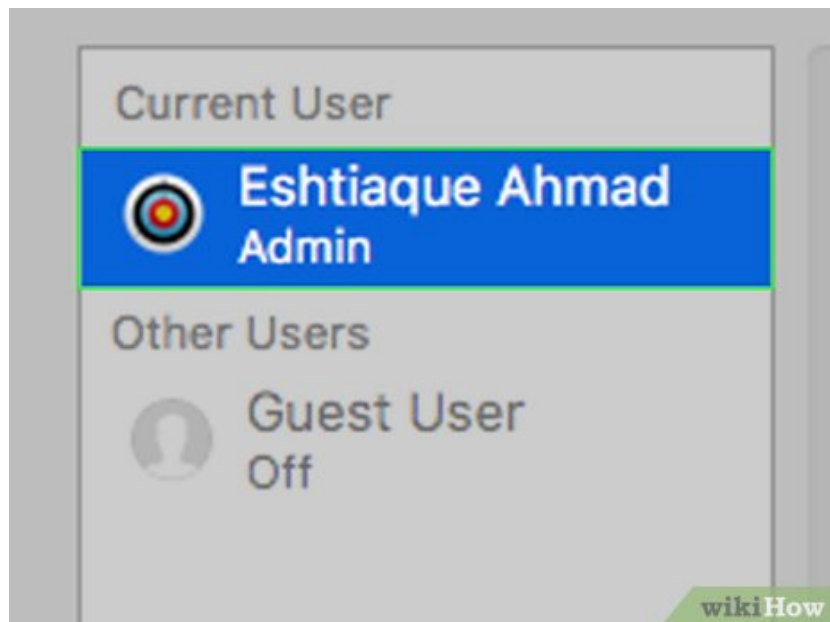 Current User
Eshtiaque Ahmad
Admin
Other Users
Guest User
Off
wikiHow